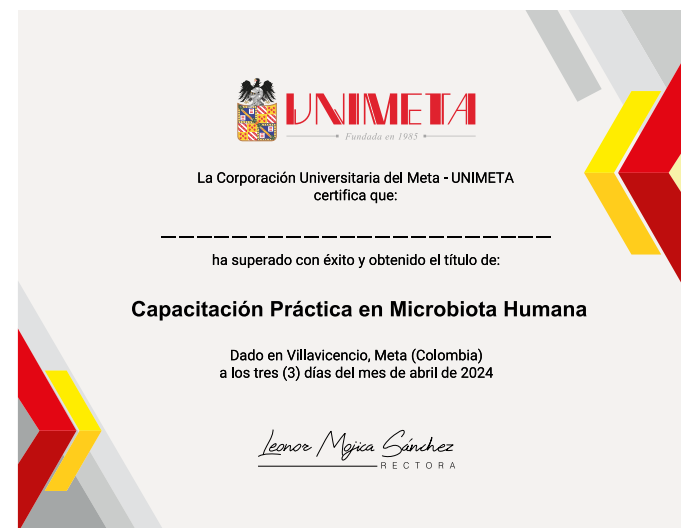 UNIMETA
Fundada en 1985
La Corporación Universitaria del Meta - UNIMETA
certifica que:
ha superado con éxito y obtenido el título de:
Capacitación Práctica en Microbiota Humana
Dado en Villavicencio, Meta (Colombia)
a los tres (3) días del mes de abril de 2024
Leonor Mojica Sánchez
RECTORA